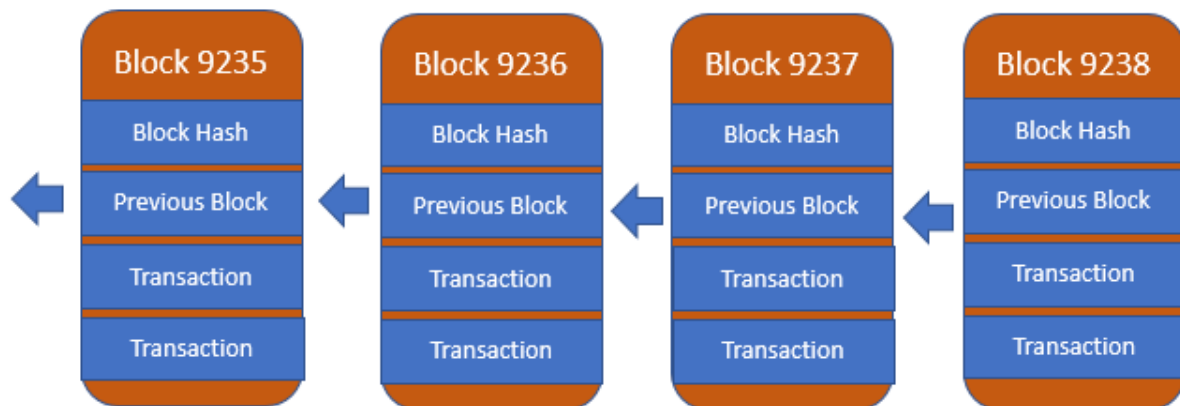 Block 9235
Block Hash
Previous Block
Transaction
Transaction
Block 9236
Block Hash
Previous Block
Transaction
Transaction
Block 9237
Block Hash
Previous Block
Transaction
Transaction
Block 9238
Block Hash
Previous Block
Transaction
Transaction